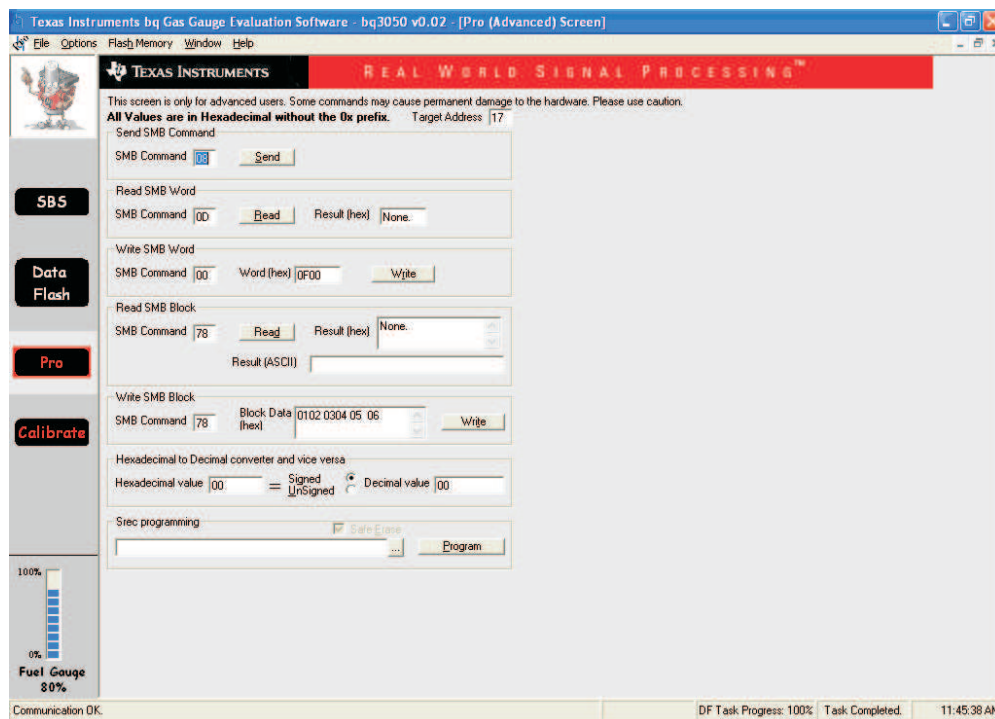 Texas Instruments bq Gas Gauge Evaluation Software - bq3050 v0.02 - [Pro (Advanced) Screen]
File Options Flash Memory Window Help
TEXAS INSTRUMENTS REAL WORLD SIGNAL PROCESSING™
This screen is only for advanced users. Some commands may cause permanent damage to the hardware. Please use caution.
All Values are in Hexadecimal without the 0x prefix. Target Address 17
Send SMB Command
SMB Command 08 Send
Read SMB Word
SMB Command 0D Read Result (hex) None.
Write SMB Word
SMB Command 00 Word (hex) 0F00 Write
Read SMB Block
SMB Command 78 Read Result (hex) None.
Result (ASCII)
Write SMB Block
SMB Command 78 Block Data (hex) 0102 0304 05 06 Write
Hexadecimal to Decimal converter and vice versa
Hexadecimal value 00 = Signed UnSigned Decimal value 00
Srec programming Safe Erase
... Program
SBS
Data
Flash
Pro
Calibrate
100%
0%
Fuel Gauge
80%
Communication OK. DF Task Progress: 100% Task Completed. 11:45:38 AM